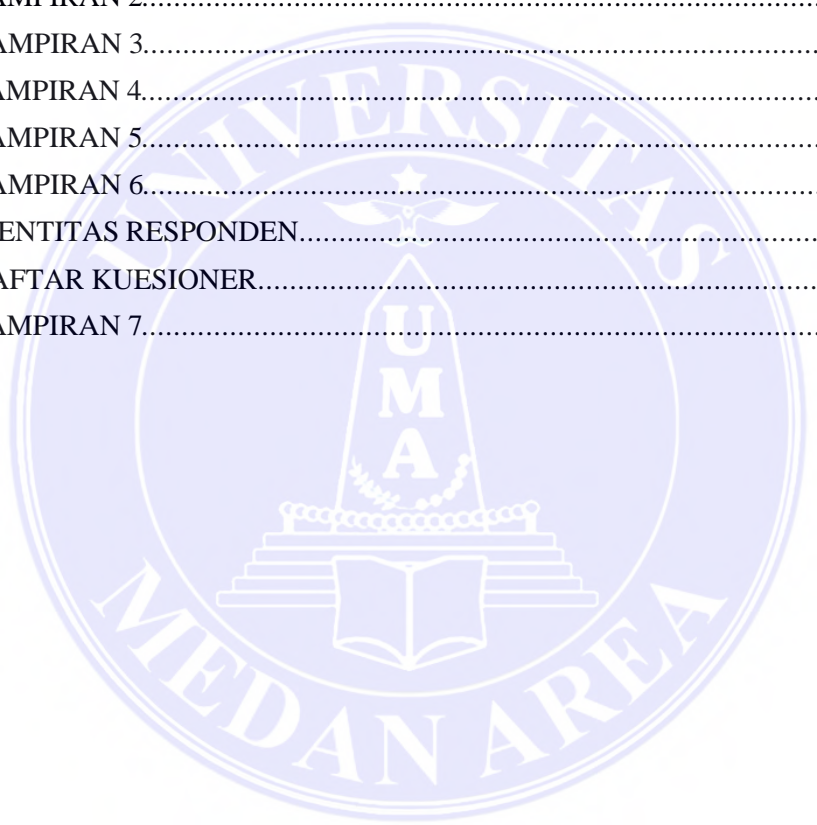 AMPIRAN 2................................................................................
AMPIRAN 3................................................................................
AMPIRAN 4................................................................................
AMPIRAN 5................................................................................
AMPIRAN 6................................................................................
ENTITAS RESPONDEN............................................................
AFTAR KUESIONER................................................................
AMPIRAN 7................................................................................
UNIVERSITAS
UMA
MEDAN AREA